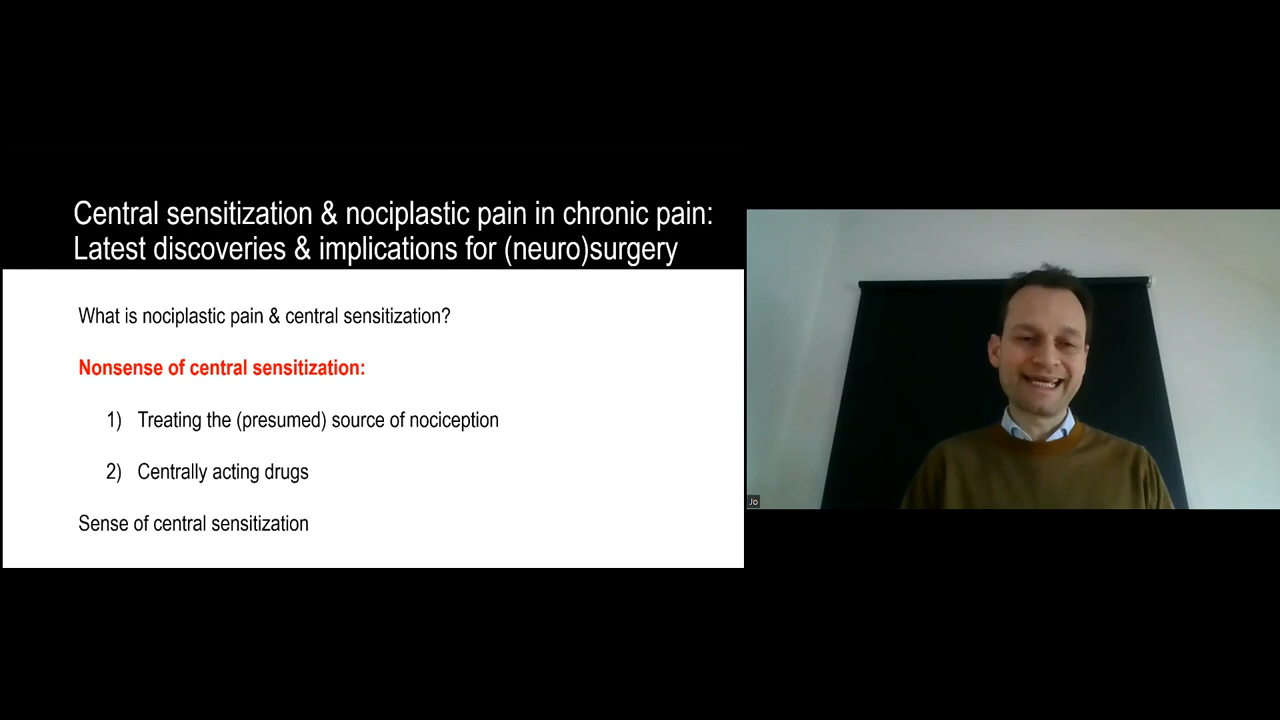 Central sensitization & nociplastic pain in chronic pain:
Latest discoveries & implications for (neuro)surgery
What is nociplastic pain & central sensitization?
Nonsense of central sensitization:
1) Treating the (presumed) source of nociception
2) Centrally acting drugs
Sense of central sensitization
Jo